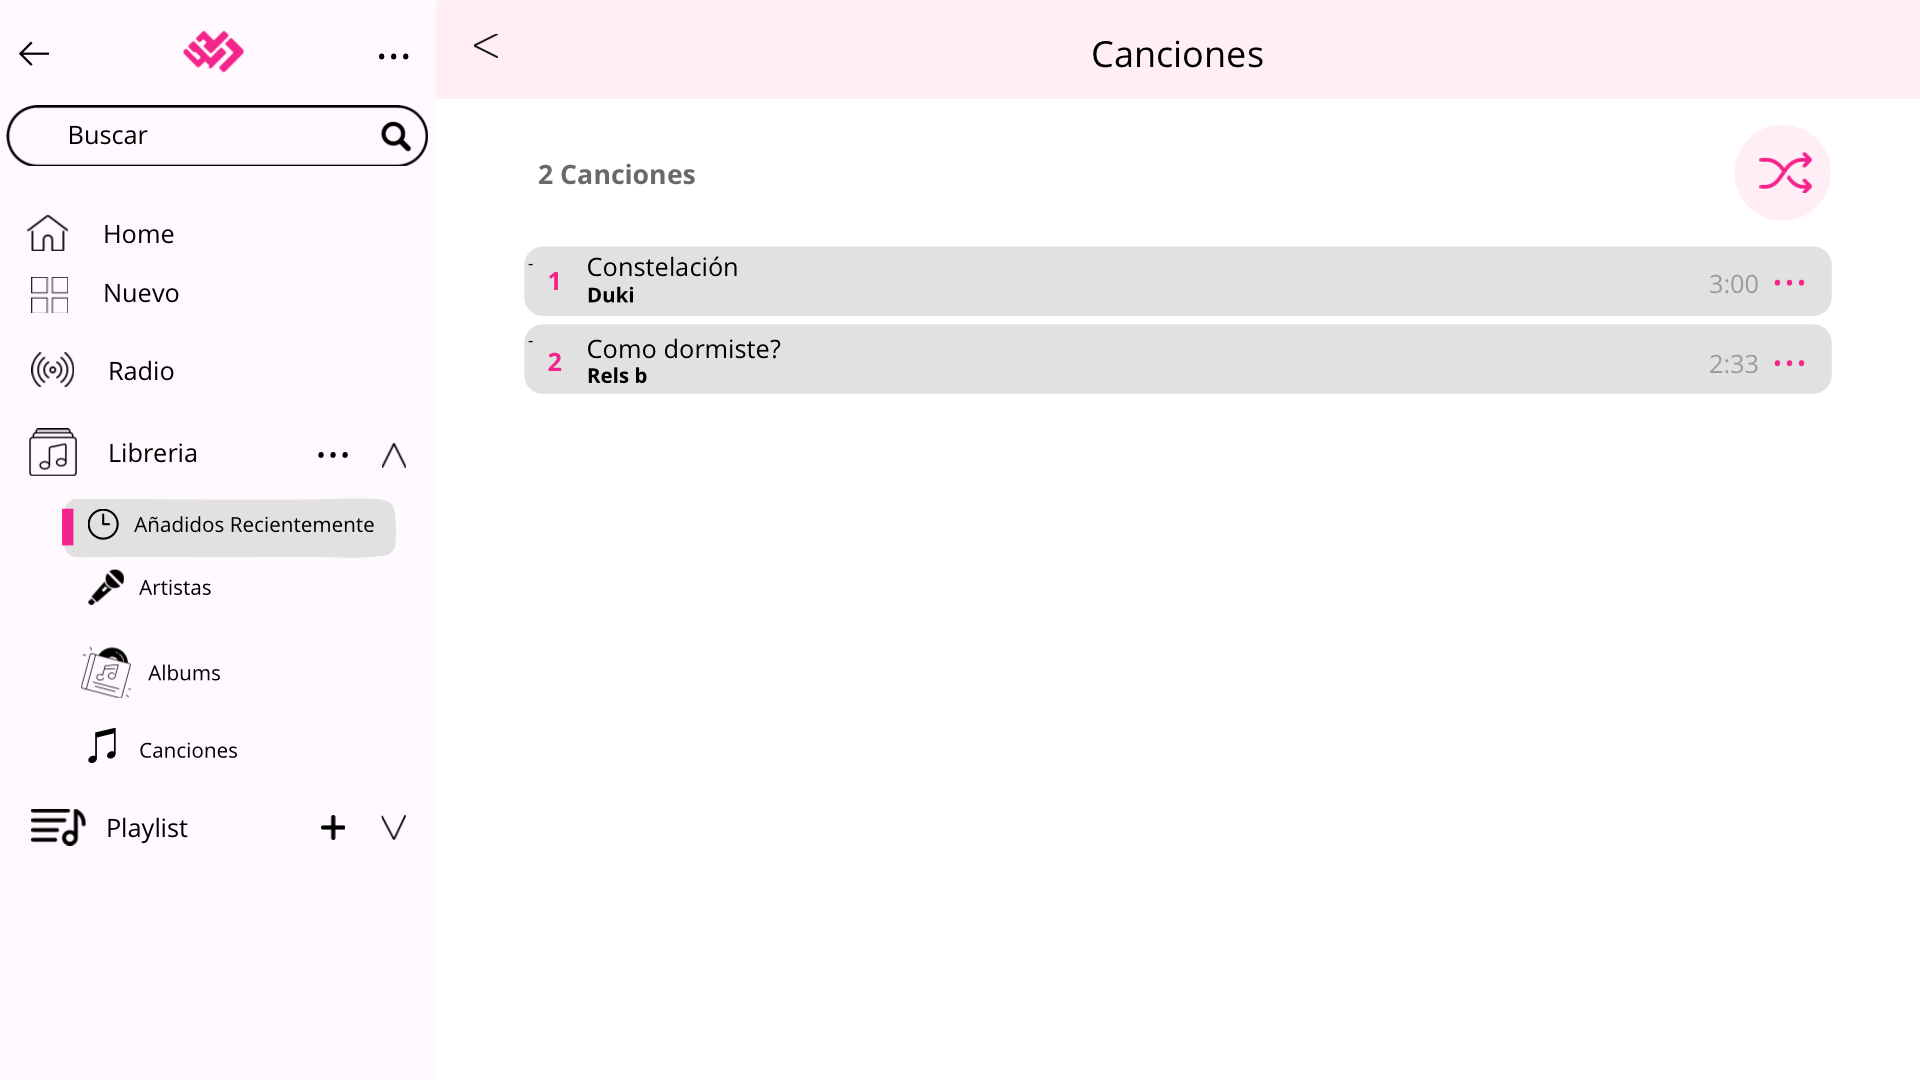 Canciones
Buscar
Home
Nuevo
Radio
Libreria
Añadidos Recientemente
Artistas
Albums
Canciones
Playlist
2 Canciones
-
1 Constelación 3:00
Duki
-
2 Como dormiste? 2:33
Rels b